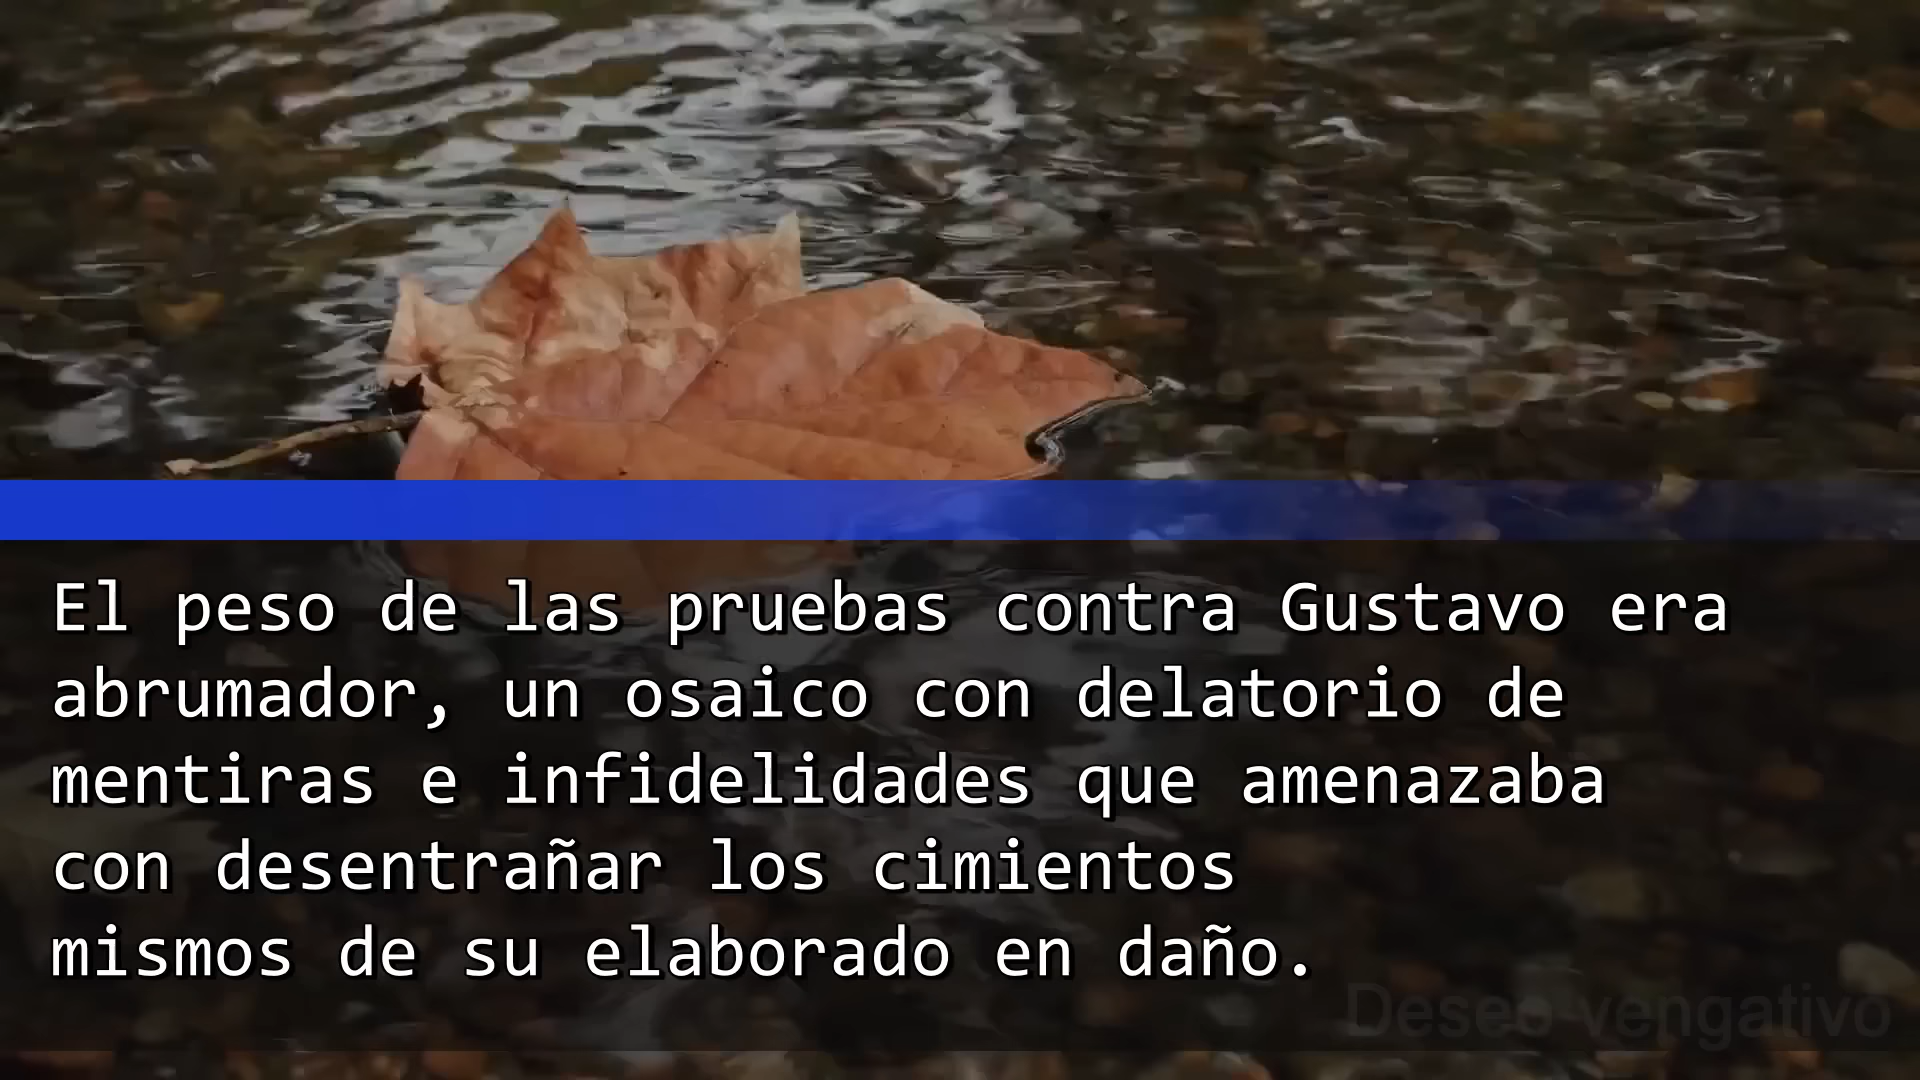 El peso de las pruebas contra Gustavo era
abrumador, un osaico con delatorio de
mentiras e infidelidades que amenazaba
con desentrañar los cimientos
mismos de su elaborado en daño.
Deseo vengativo